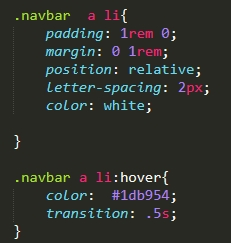 .navbar  a li{
    padding: 1rem 0;
    margin: 0 1rem;
    position: relative;
    letter-spacing: 2px;
    color: white;

}

.navbar a li:hover{
    color:  #1db954;
    transition: .5s;
}